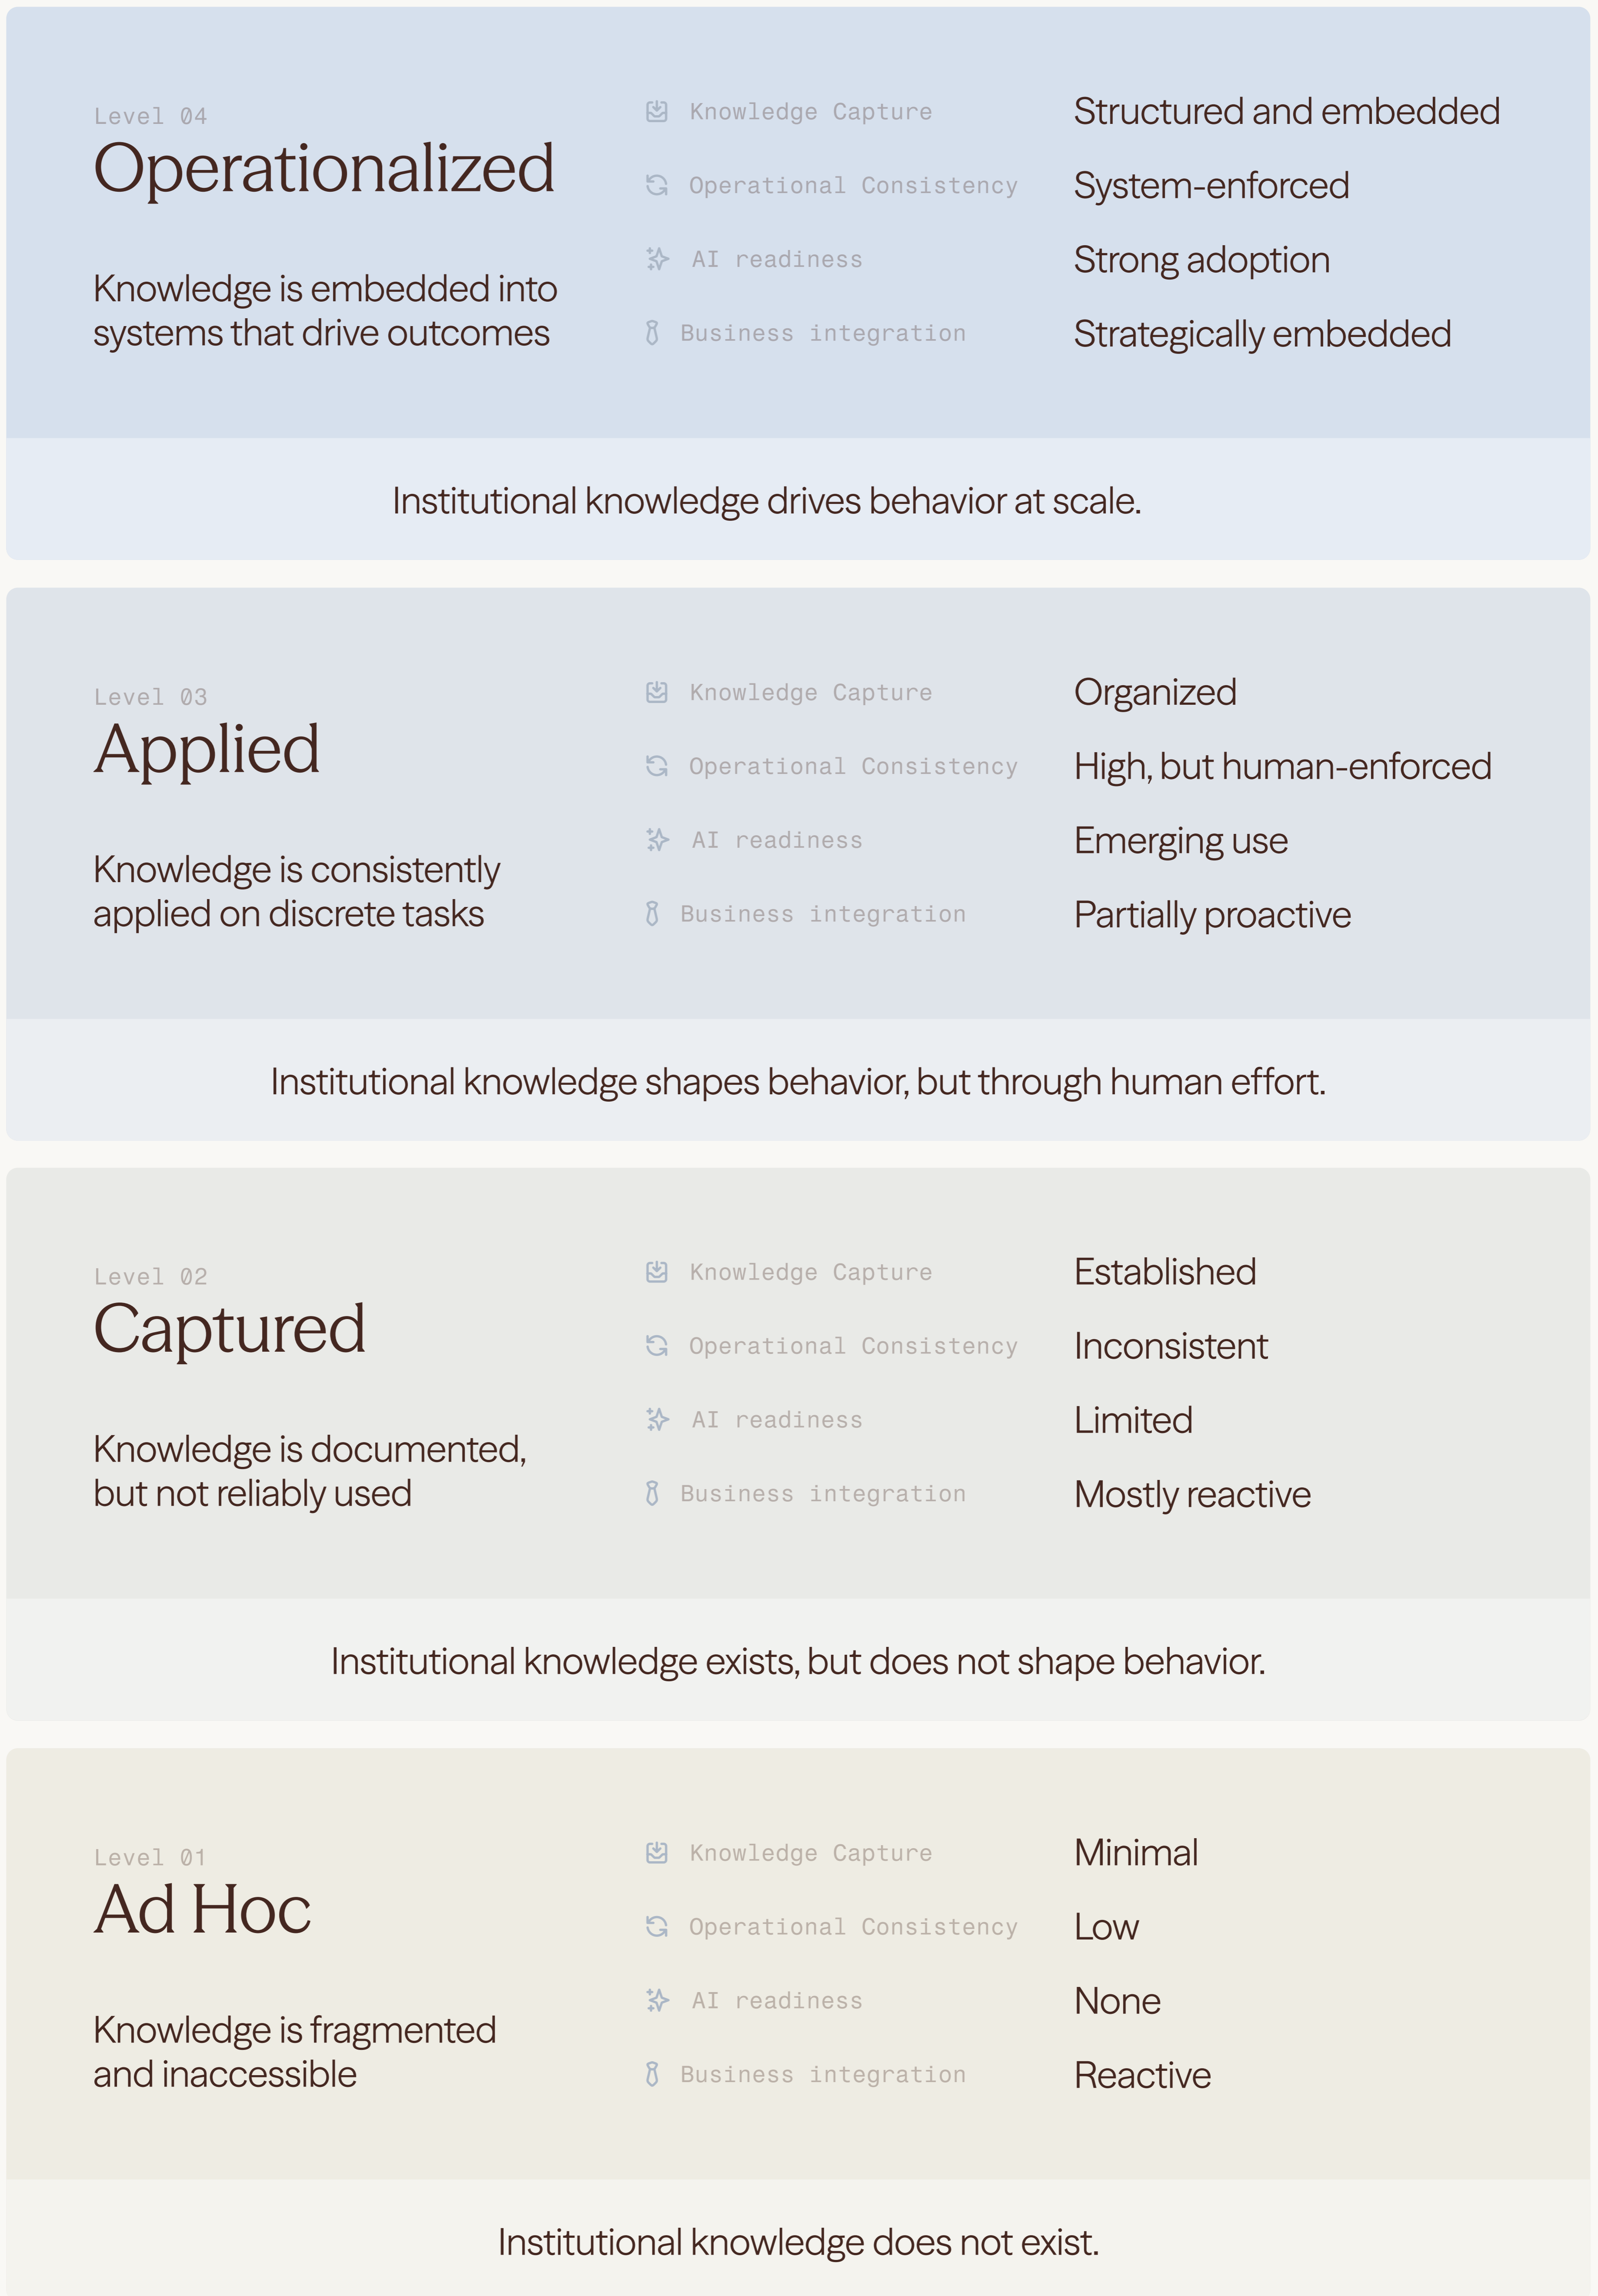 Level 04
Operationalized
Knowledge is embedded into
systems that drive outcomes
Knowledge Capture
Structured and embedded
Operational Consistency
System-enforced
AI readiness
Strong adoption
Business integration
Strategically embedded
Institutional knowledge drives behavior at scale.
Level 03
Applied
Knowledge is consistently
applied on discrete tasks
Knowledge Capture
Organized
Operational Consistency
High, but human-enforced
AI readiness
Emerging use
Business integration
Partially proactive
Institutional knowledge shapes behavior, but through human effort.
Level 02
Captured
Knowledge is documented,
but not reliably used
Knowledge Capture
Established
Operational Consistency
Inconsistent
AI readiness
Limited
Business integration
Mostly reactive
Institutional knowledge exists, but does not shape behavior.
Level 01
Ad Hoc
Knowledge is fragmented
and inaccessible
Knowledge Capture
Minimal
Operational Consistency
Low
AI readiness
None
Business integration
Reactive
Institutional knowledge does not exist.